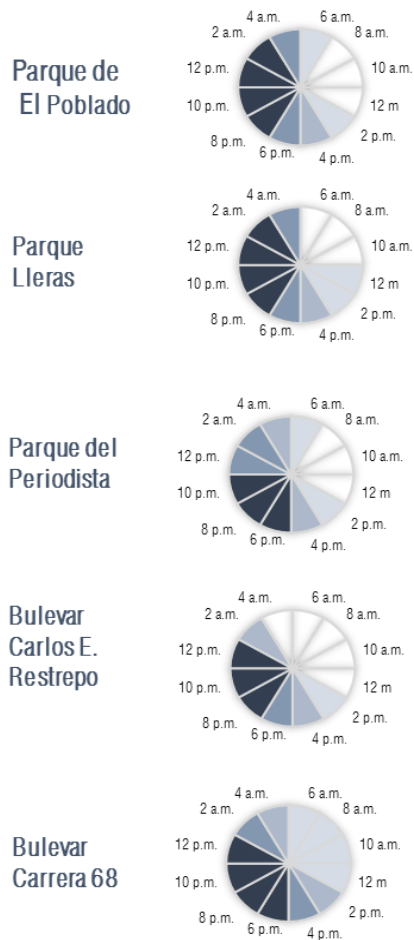 4 a.m. 6 a.m.
2 a.m. 8 a.m.
Parque de
El Poblado
12 p.m. 10 a.m.
10 p.m. 12 m
8 p.m. 2 p.m.
6 p.m. 4 p.m.
4 a.m. 6 a.m.
2 a.m. 8 a.m.
Parque
Lleras
12 p.m. 10 a.m.
10 p.m. 12 m
8 p.m. 2 p.m.
6 p.m. 4 p.m.
4 a.m. 6 a.m.
2 a.m. 8 a.m.
Parque del
Periodista
12 p.m. 10 a.m.
10 p.m. 12 m
8 p.m. 2 p.m.
6 p.m. 4 p.m.
4 a.m. 6 a.m.
2 a.m. 8 a.m.
Bulevar
Carlos E.
Restrepo
12 p.m. 10 a.m.
10 p.m. 12 m
8 p.m. 2 p.m.
6 p.m. 4 p.m.
4 a.m. 6 a.m.
2 a.m. 8 a.m.
Bulevar
Carrera 68
12 p.m. 10 a.m.
10 p.m. 12 m
8 p.m. 2 p.m.
6 p.m. 4 p.m.